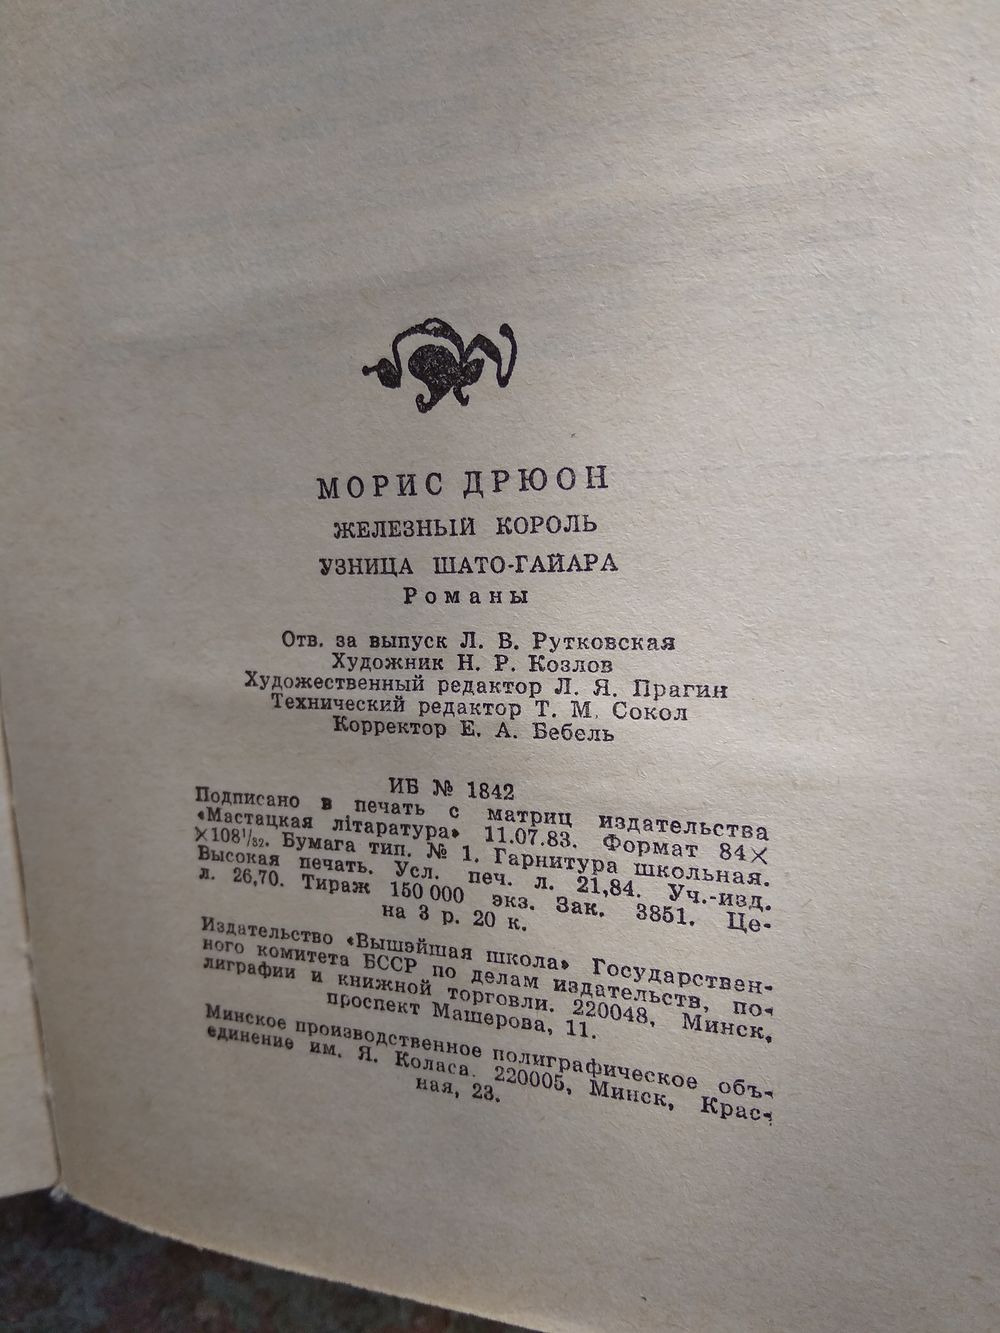 МОРИС ДРЮОН
ЖЕЛЕЗНЫЙ КОРОЛЬ
УЗНИЦА ШАТО-ГАЙАРА
Романы
Отв. за выпуск Л. В. Рутковская
Художник Н. Р. Козлов
Художественный редактор Л. Я. Прагин
Технический редактор Т. М. Сокол
Корректор Е. А. Бебель
ИБ № 1842
Подписано в печать с матриц издательства
«Мастацкая літаратура» 11.07.83. Формат 84×
×108¹/₃₂. Бумага тип. № 1. Гарнитура школьная.
Высокая печать. Усл. печ. л. 21,84. Уч.-изд.
л. 26,70. Тираж 150 000 экз. Зак. 3851. Це-
на 3 р. 20 к.
Издательство «Вышэйшая школа» Государствен-
ного комитета БССР по делам издательств, по-
лиграфии и книжной торговли. 220048, Минск,
проспект Машерова, 11.
Минское производственное полиграфическое объ-
единение им. Я. Коласа. 220005, Минск, Крас-
ная, 23.